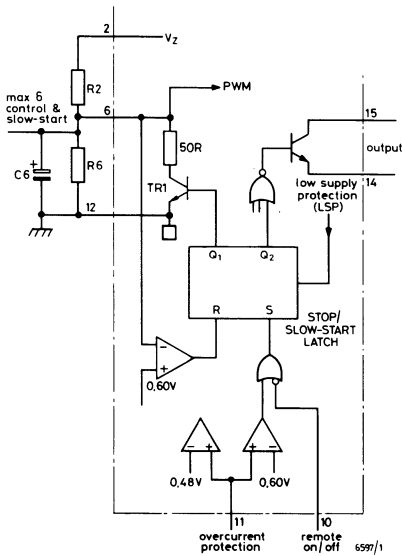 2
Vz
R2
PWM
max δ
control &
slow-start
6
15
50R
output
C6
+
R6
TR1
14
low supply
protection
(LSP)
12
Q1
Q2
R
S
STOP/
SLOW-START
LATCH
-
+
0,60V
-
+
-
+
0,48V
0,60V
11
10
overcurrent
protection
remote
on/off
6597/1